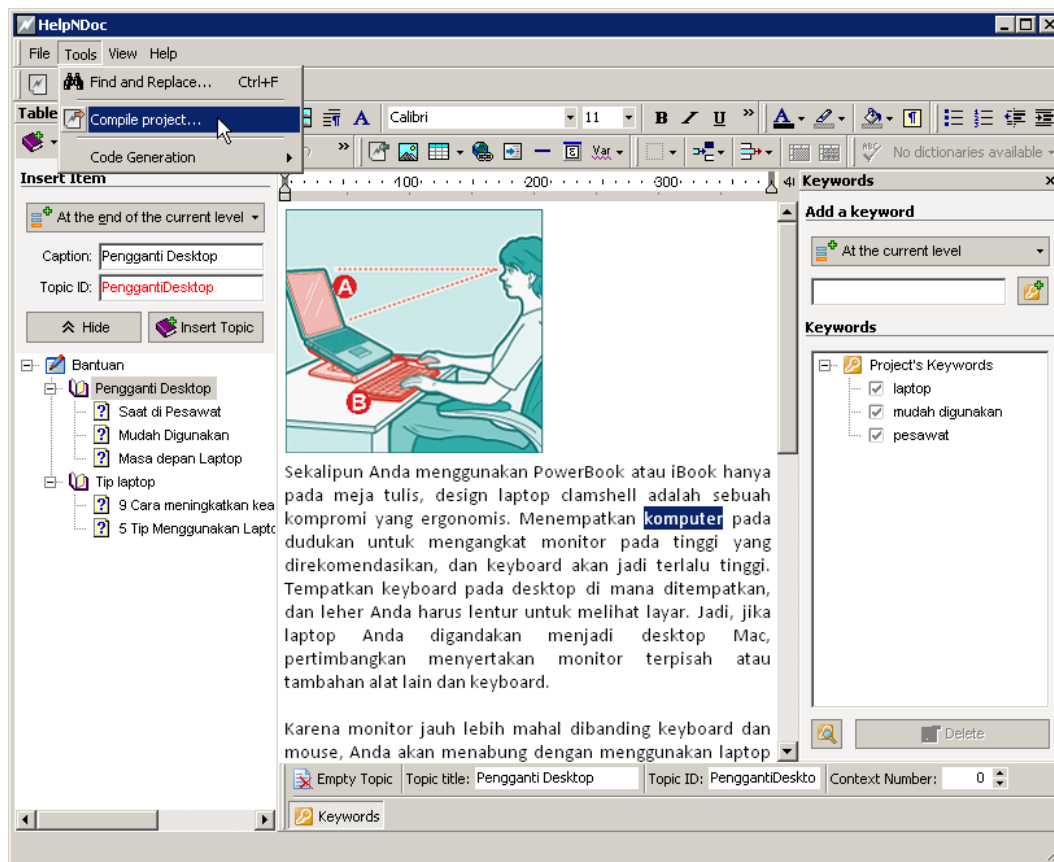 HelpNDoc
File Tools View Help
Find and Replace... Ctrl+F
Compile project...
Code Generation
Table
Calibri 11 B I U » A
» Var No dictionaries available
Insert Item
At the end of the current level
Caption: Pengganti Desktop
Topic ID: PenggantiDesktop
Hide Insert Topic
Bantuan
Pengganti Desktop
Saat di Pesawat
Mudah Digunakan
Masa depan Laptop
Tip laptop
9 Cara meningkatkan kea
5 Tip Menggunakan Lapto
100 200 300
A
B
Sekalipun Anda menggunakan PowerBook atau iBook hanya
pada meja tulis, design laptop clamshell adalah sebuah
kompromi yang ergonomis. Menempatkan komputer pada
dudukan untuk mengangkat monitor pada tinggi yang
direkomendasikan, dan keyboard akan jadi terlalu tinggi.
Tempatkan keyboard pada desktop di mana ditempatkan,
dan leher Anda harus lentur untuk melihat layar. Jadi, jika
laptop Anda digandakan menjadi desktop Mac,
pertimbangkan menyertakan monitor terpisah atau
tambahan alat lain dan keyboard.
Karena monitor jauh lebih mahal dibanding keyboard dan
mouse, Anda akan menabung dengan menggunakan laptop
Keywords
Add a keyword
At the current level
Keywords
Project's Keywords
laptop
mudah digunakan
pesawat
Delete
Empty Topic Topic title: Pengganti Desktop Topic ID: PenggantiDeskto Context Number: 0
Keywords